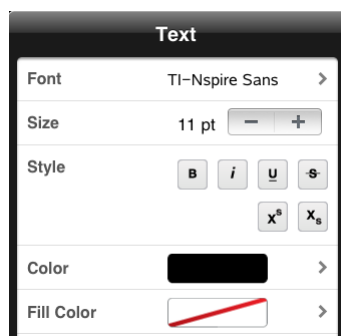 Text
Font TI-Nspire Sans >
Size 11 pt − +
Style B i U S
xˢ xₛ
Color >
Fill Color >